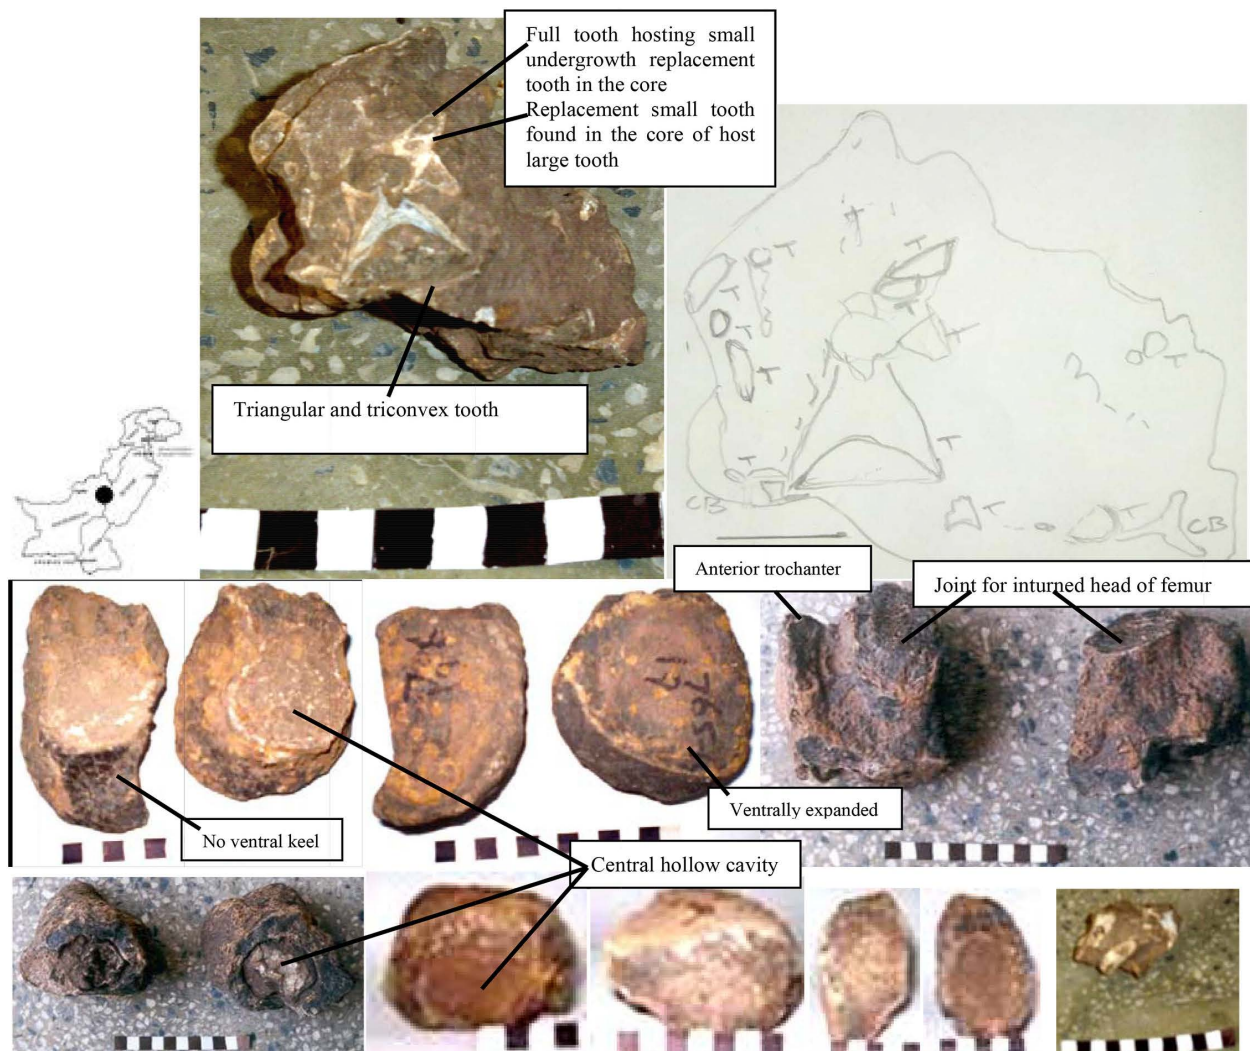 Full tooth hosting small
undergrowth replacement
tooth in the core
Replacement small tooth
found in the core of host
large tooth
Triangular and triconvex tooth
T
T
T
T
T
T
T
T
T
T
T
T
T
CB
CB
Anterior trochanter
Joint for inturned head of femur
No ventral keel
Ventrally expanded
Central hollow cavity